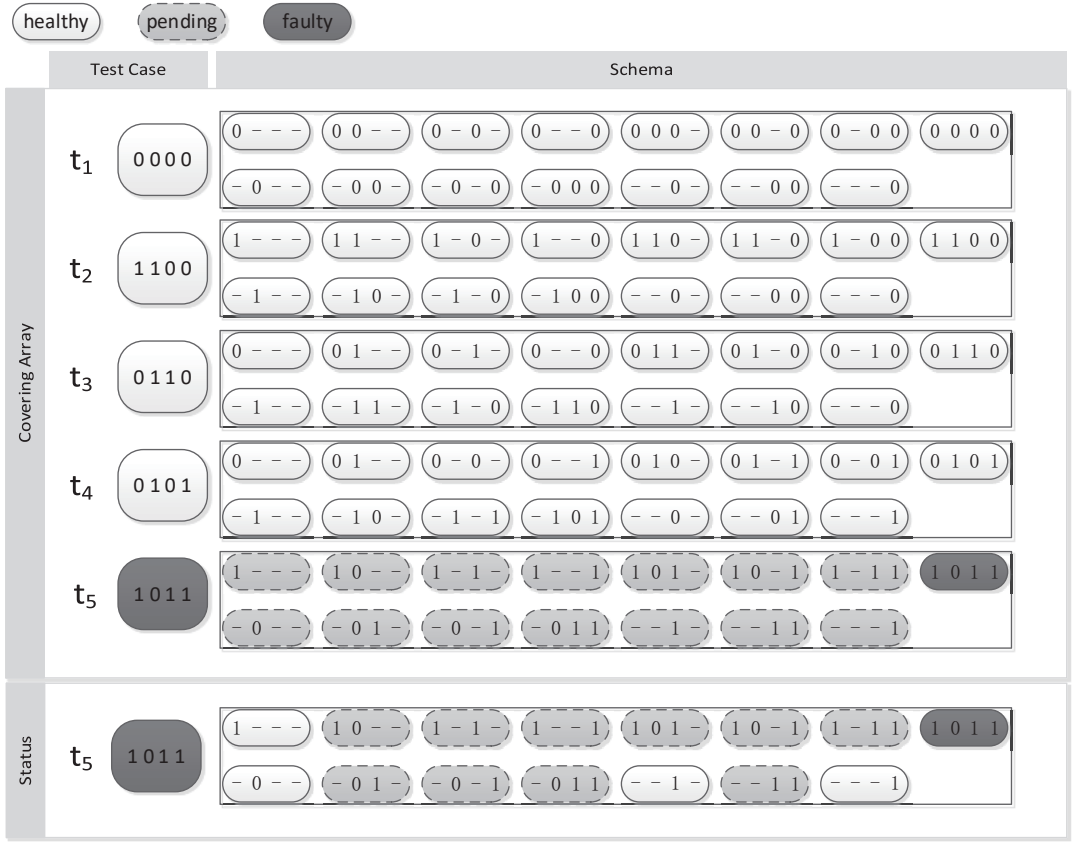 healthy pending faulty
Test Case Schema
Covering Array
0 - - - 0 0 - - 0 - 0 - 0 - - 0 0 0 0 - 0 0 - 0 0 - 0 0 0 0 0 0
t1 0000
- 0 - - - 0 0 - - 0 - 0 - 0 0 0 - - 0 - - - 0 0 - - - 0
1 - - - 1 1 - - 1 - 0 - 1 - - 0 1 1 0 - 1 1 - 0 1 - 0 0 1 1 0 0
t2 1100
- 1 - - - 1 0 - - 1 - 0 - 1 0 0 - - 0 - - - 0 0 - - - 0
0 - - - 0 1 - - 0 - 1 - 0 - - 0 0 1 1 - 0 1 - 0 0 - 1 0 0 1 1 0
t3 0110
- 1 - - - 1 1 - - 1 - 0 - 1 1 0 - - 1 - - - 1 0 - - - 0
0 - - - 0 1 - - 0 - 0 - 0 - - 1 0 1 0 - 0 1 - 1 0 - 0 1 0 1 0 1
t4 0101
- 1 - - - 1 0 - - 1 - 1 - 1 0 1 - - 0 - - - 0 1 - - - 1
1 - - - 1 0 - - 1 - 1 - 1 - - 1 1 0 1 - 1 0 - 1 1 - 1 1 1 0 1 1
t5 1011
- 0 - - - 0 1 - - 0 - 1 - 0 1 1 - - 1 - - - 1 1 - - - 1
Status
1 - - - 1 0 - - 1 - 1 - 1 - - 1 1 0 1 - 1 0 - 1 1 - 1 1 1 0 1 1
t5 1011
- 0 - - - 0 1 - - 0 - 1 - 0 1 1 - - 1 - - - 1 1 - - - 1